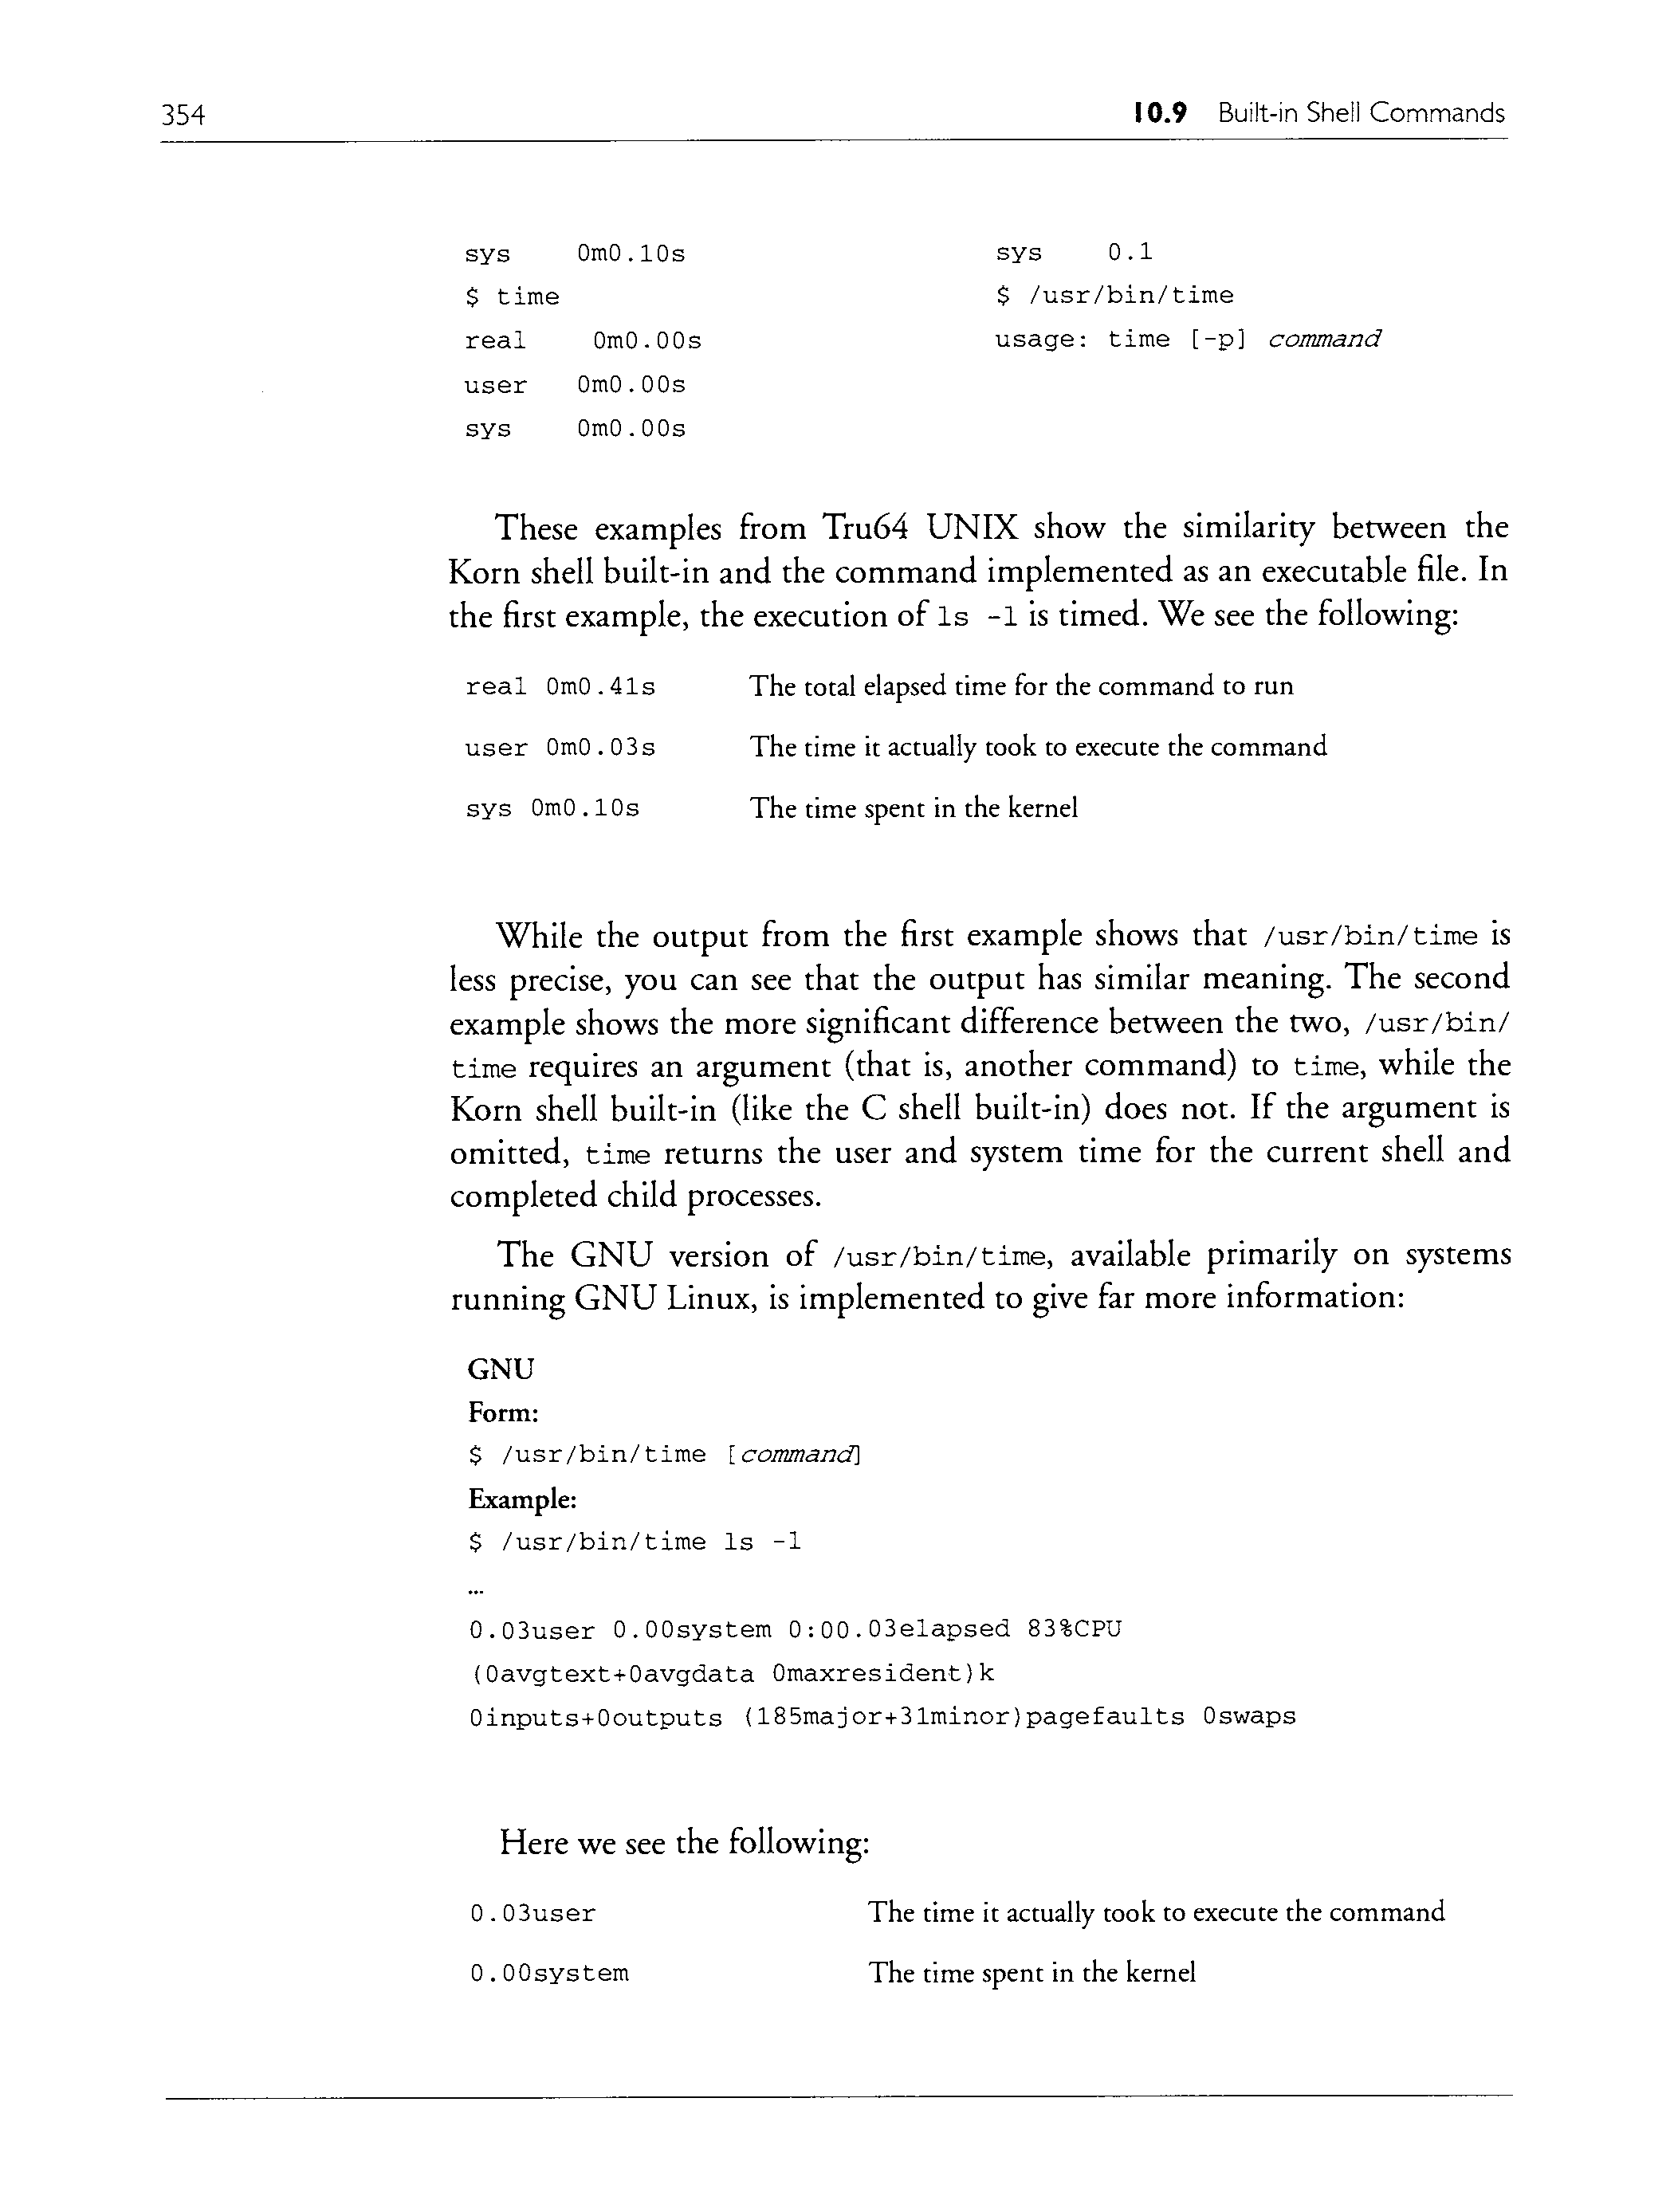 354 10.9 Built-in Shell Commands
sys 0m0.10s sys 0.1
$ time $ /usr/bin/time
real 0m0.00s usage: time [-p] command
user 0m0.00s
sys 0m0.00s
These examples from Tru64 UNIX show the similarity between the
Korn shell built-in and the command implemented as an executable file. In
the first example, the execution of ls -l is timed. We see the following:
real 0m0.41s The total elapsed time for the command to run
user 0m0.03s The time it actually took to execute the command
sys 0m0.10s The time spent in the kernel
While the output from the first example shows that /usr/bin/time is
less precise, you can see that the output has similar meaning. The second
example shows the more significant difference between the two, /usr/bin/
time requires an argument (that is, another command) to time, while the
Korn shell built-in (like the C shell built-in) does not. If the argument is
omitted, time returns the user and system time for the current shell and
completed child processes.
The GNU version of /usr/bin/time, available primarily on systems
running GNU Linux, is implemented to give far more information:
GNU
Form:
$ /usr/bin/time [command]
Example:
$ /usr/bin/time ls -l
...
0.03user 0.00system 0:00.03elapsed 83%CPU
(0avgtext+0avgdata 0maxresident)k
0inputs+0outputs (185major+31minor)pagefaults 0swaps
Here we see the following:
0.03user The time it actually took to execute the command
0.00system The time spent in the kernel